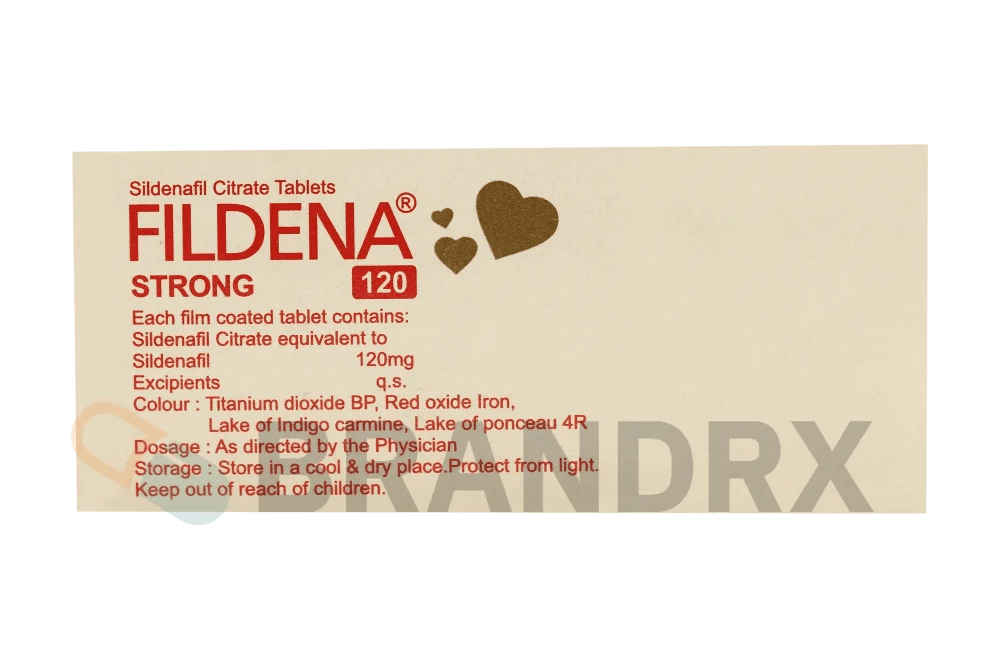 Sildenafil Citrate Tablets
FILDENA®
STRONG 120
Each film coated tablet contains:
Sildenafil Citrate equivalent to
Sildenafil 120mg
Excipients q.s.
Colour : Titanium dioxide BP, Red oxide Iron,
Lake of Indigo carmine, Lake of ponceau 4R
Dosage : As directed by the Physician
Storage : Store in a cool & dry place.Protect from light.
Keep out of reach of children.
BRANDRX